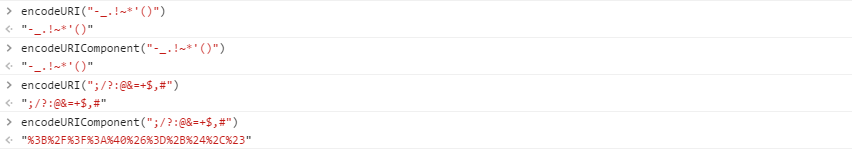 > encodeURI("-_.!~*'()")
<· "-_.!~*'()"
> encodeURIComponent("-_.!~*'()")
<· "-_.!~*'()"
> encodeURI(";/?:@&=+$,#")
<· ";/?:@&=+$,#"
> encodeURIComponent(";/?:@&=+$,#")
<· "%3B%2F%3F%3A%40%26%3D%2B%24%2C%23"